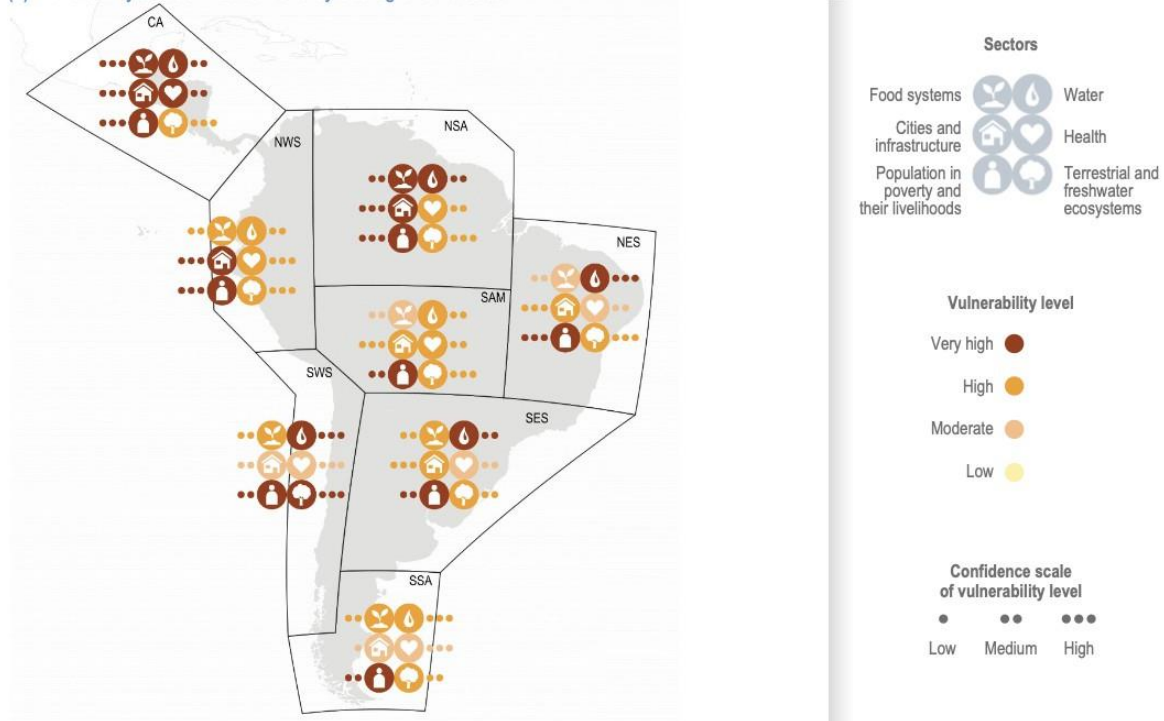 CA
NWS
NSA
NES
SAM
SWS
SES
SSA
Sectors
Food systems
Water
Cities and
infrastructure
Health
Population in
poverty and
their livelihoods
Terrestrial and
freshwater
ecosystems
Vulnerability level
Very high
High
Moderate
Low
Confidence scale
of vulnerability level
Low Medium High